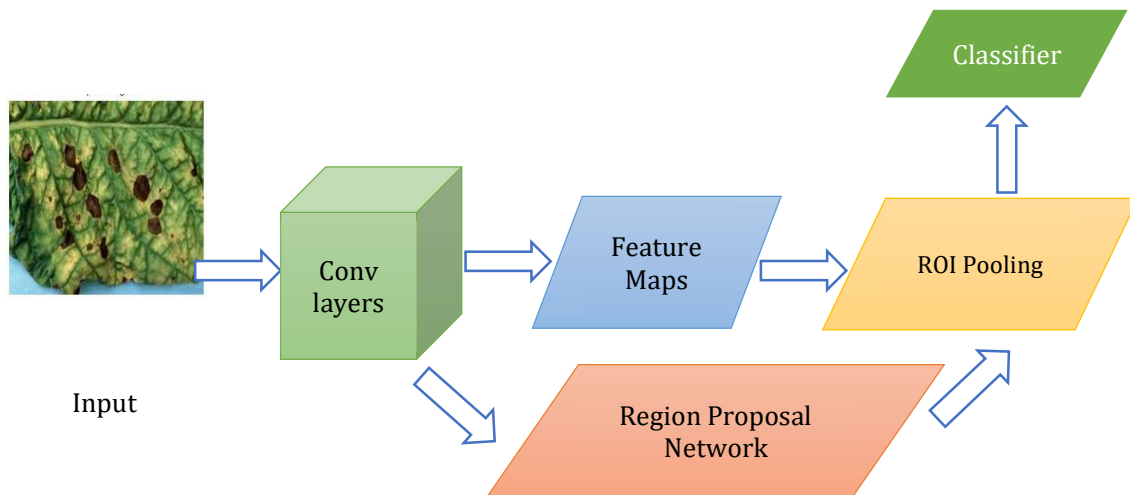 Classifier
Conv
layers
Feature
Maps
ROI Pooling
Input
Region Proposal
Network